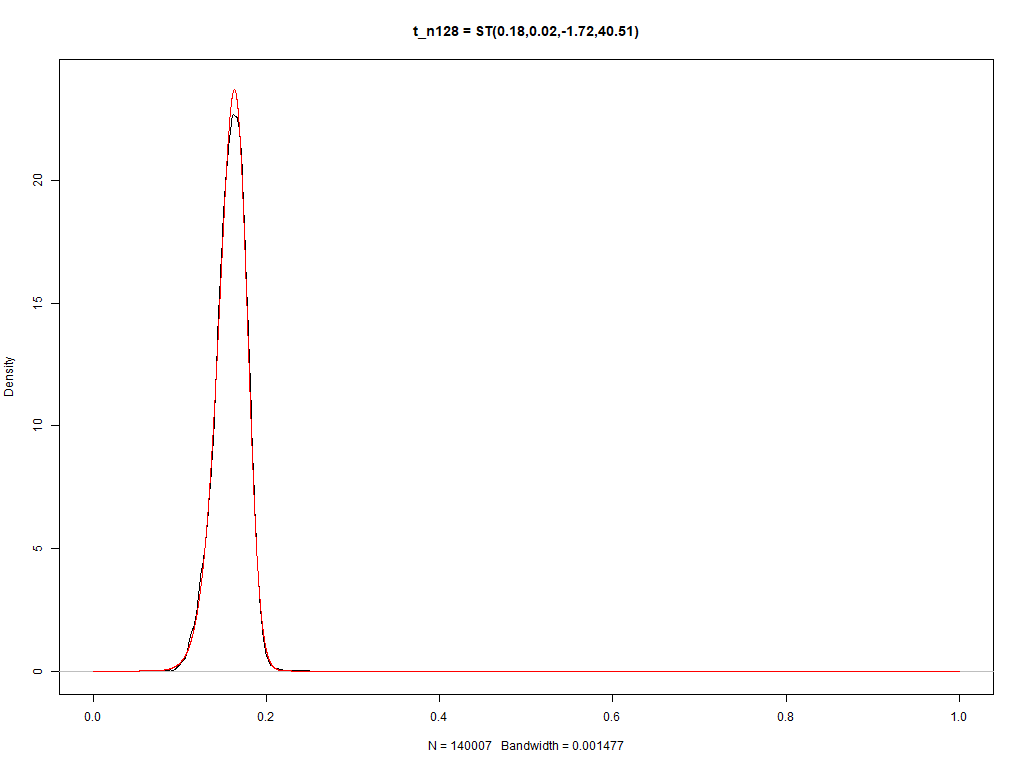 t_n128 = ST(0.18,0.02,-1.72,40.51)
Density
20
15
10
5
0
0.0 0.2 0.4 0.6 0.8 1.0
N = 140007 Bandwidth = 0.001477